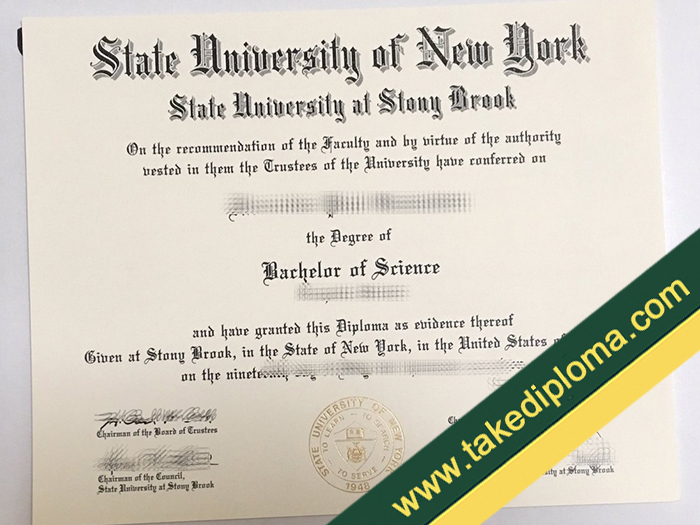 State University of New York
State University at Stony Brook
On the recommendation of the Faculty and by virtue of the authority
vested in them the Trustees of the University have conferred on
the Degree of
Bachelor of Science
and have granted this Diploma as evidence thereof
Given at Stony Brook, in the State of New York, in the United States
on the
Chairman of the Board of Trustees
Chairman of the Council,
State University at Stony Brook
STATE UNIVERSITY OF NEW YORK
TO LEARN TO SEARCH
TO SERVE
1948
Stony Brook
www.takediploma.com